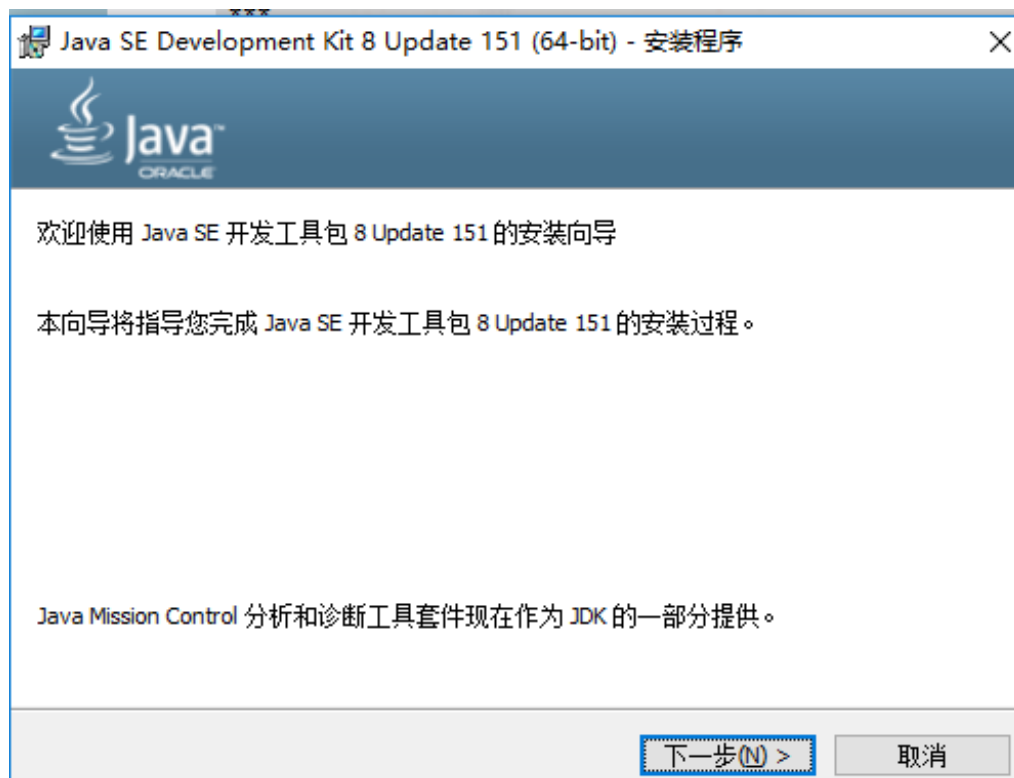 Java SE Development Kit 8 Update 151 (64-bit) - 安装程序
Java™
ORACLE
欢迎使用 Java SE 开发工具包 8 Update 151 的安装向导
本向导将指导您完成 Java SE 开发工具包 8 Update 151 的安装过程。
Java Mission Control 分析和诊断工具套件现在作为 JDK 的一部分提供。
下一步(N) >
取消